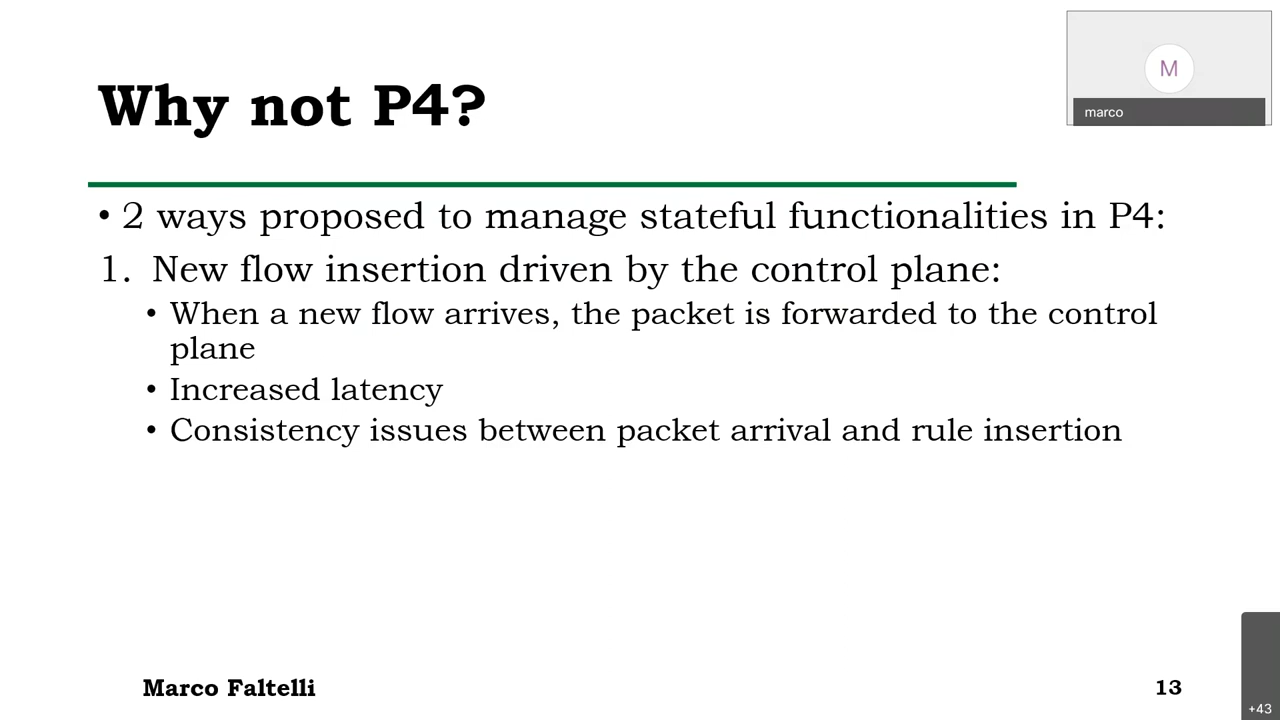 M
marco
Why not P4?
• 2 ways proposed to manage stateful functionalities in P4:
1. New flow insertion driven by the control plane:
• When a new flow arrives, the packet is forwarded to the control
plane
• Increased latency
• Consistency issues between packet arrival and rule insertion
Marco Faltelli
13
+43